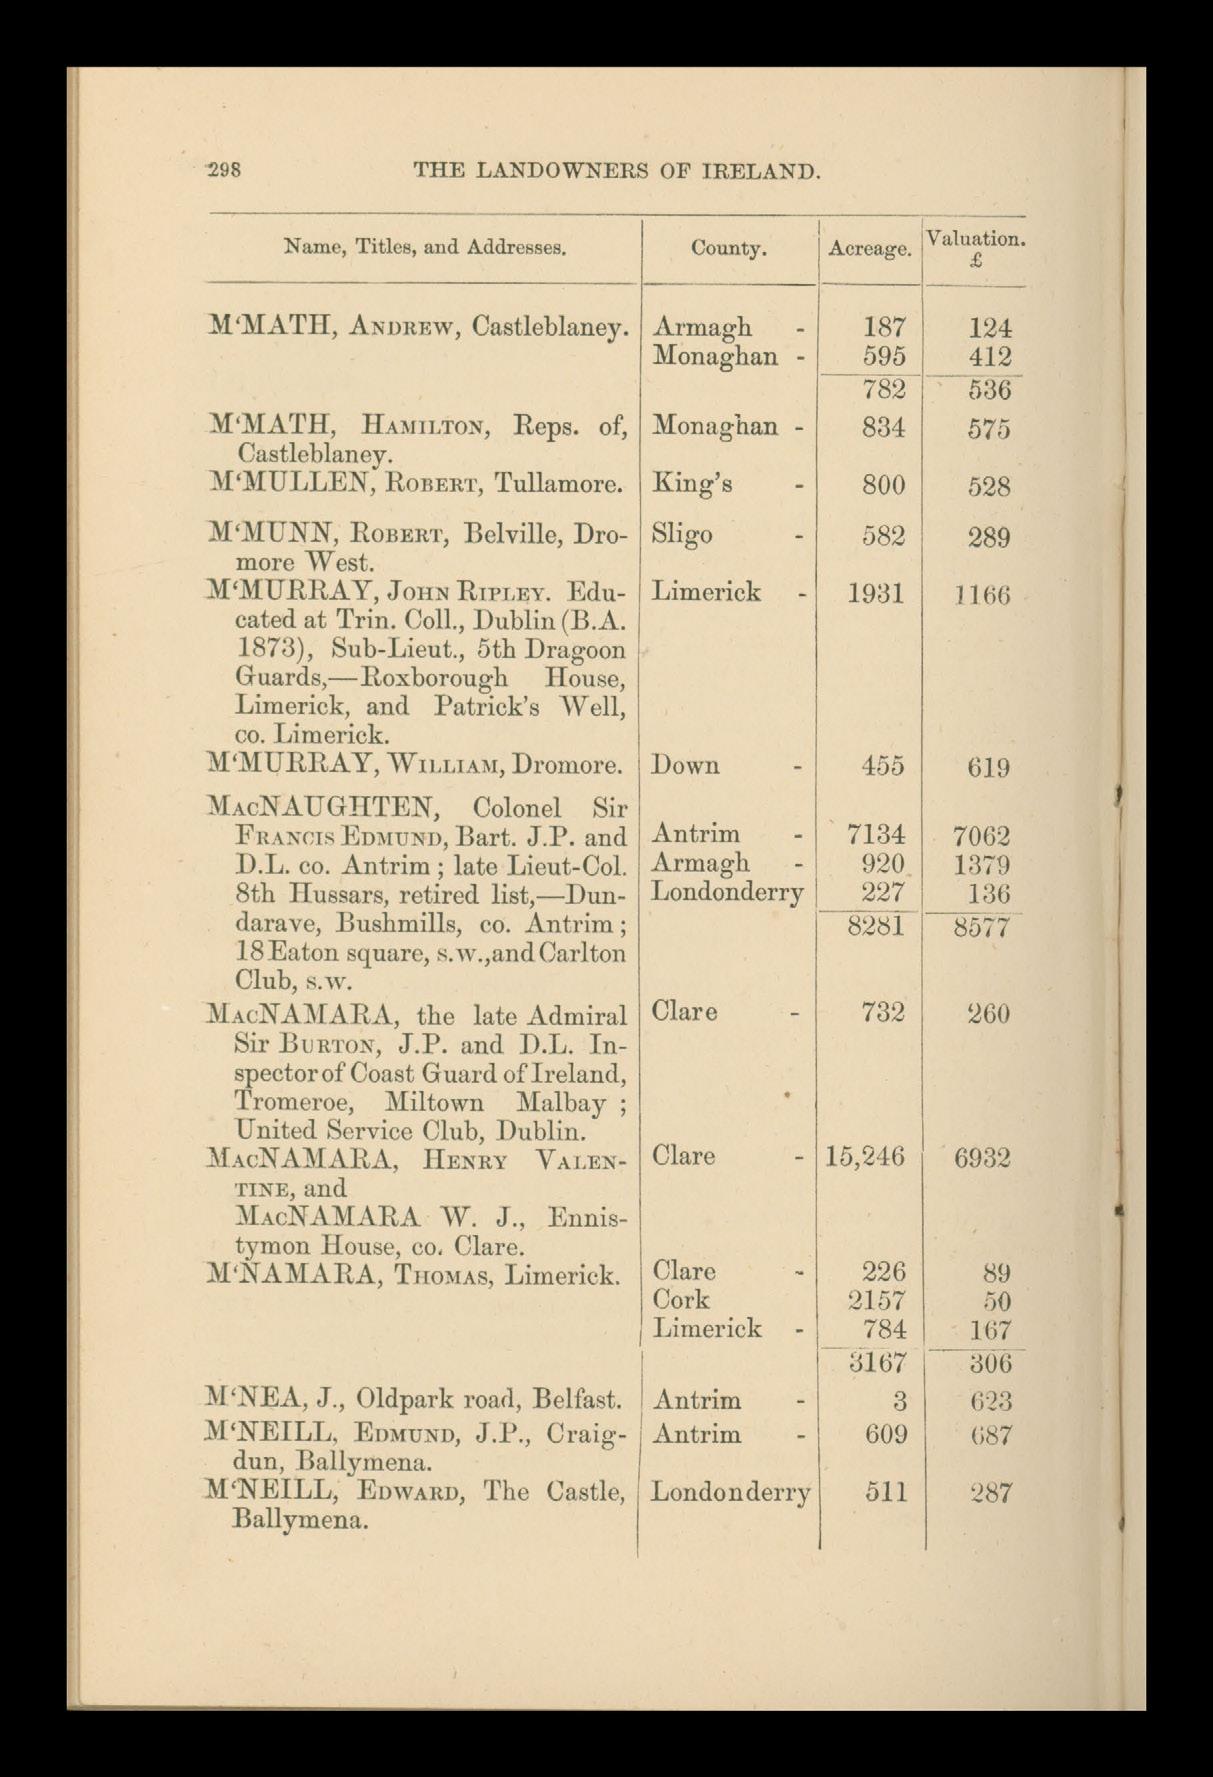 298 THE LANDOWNERS OF IRELAND.
Name, Titles, and Addresses. County. Acreage. Valuation.
£
M‘MATH, ANDREW, Castleblaney. Armagh - 187 124
Monaghan - 595 412
782 536
M‘MATH, HAMILTON, Reps. of, Monaghan - 834 575
Castleblaney.
M‘MULLEN, ROBERT, Tullamore. King's - 800 528
M‘MUNN, ROBERT, Belville, Dro- Sligo - 582 289
more West.
M‘MURRAY, JOHN RIPLEY. Edu- Limerick - 1931 1166
cated at Trin. Coll., Dublin (B.A.
1873), Sub-Lieut., 5th Dragoon
Guards,—Roxborough House,
Limerick, and Patrick's Well,
co. Limerick.
M‘MURRAY, WILLIAM, Dromore. Down - 455 619
MACNAUGHTEN, Colonel Sir
FRANCIS EDMUND, Bart. J.P. and Antrim - 7134 7062
D.L. co. Antrim ; late Lieut-Col. Armagh - 920 1379
8th Hussars, retired list,—Dun- Londonderry 227 136
darave, Bushmills, co. Antrim ; 8281 8577
18 Eaton square, s.w.,and Carlton
Club, s.w.
MACNAMARA, the late Admiral Clare - 732 260
Sir BURTON, J.P. and D.L. In-
spector of Coast Guard of Ireland,
Tromeroe, Miltown Malbay ;
United Service Club, Dublin.
MACNAMARA, HENRY VALEN- Clare - 15,246 6932
TINE, and
MACNAMARA W. J., Ennis-
tymon House, co. Clare.
M‘NAMARA, THOMAS, Limerick. Clare - 226 89
Cork 2157 50
Limerick - 784 167
3167 306
M‘NEA, J., Oldpark road, Belfast. Antrim - 3 623
M‘NEILL, EDMUND, J.P., Craig- Antrim - 609 687
dun, Ballymena.
M‘NEILL, EDWARD, The Castle, Londonderry 511 287
Ballymena.